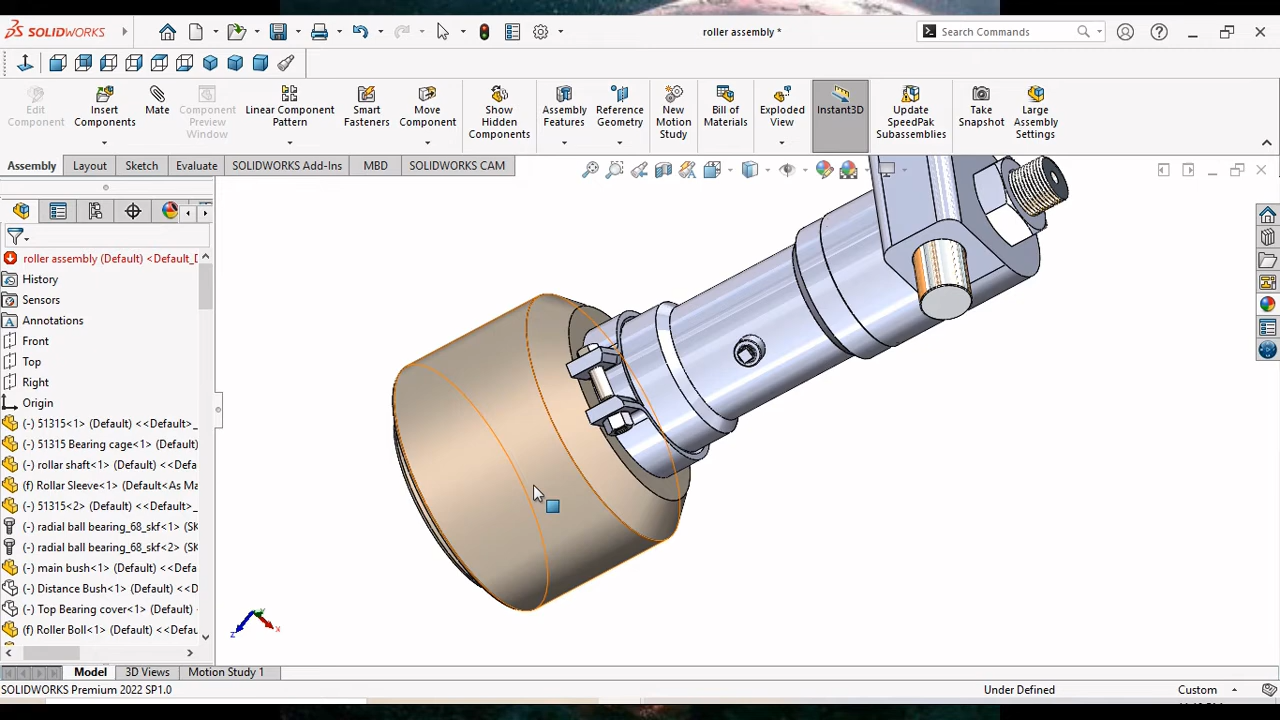 SOLIDWORKS
roller assembly *
Search Commands
Edit Component
Insert Components
Mate
Component Preview Window
Linear Component Pattern
Smart Fasteners
Move Component
Show Hidden Components
Assembly Features
Reference Geometry
New Motion Study
Bill of Materials
Exploded View
Instant3D
Update SpeedPak Subassemblies
Take Snapshot
Large Assembly Settings
Assembly
Layout
Sketch
Evaluate
SOLIDWORKS Add-Ins
MBD
SOLIDWORKS CAM
roller assembly (Default) <Default_D
History
Sensors
Annotations
Front
Top
Right
Origin
(-) 51315<1> (Default) <<Default>_
(-) 51315 Bearing cage<1> (Default)
(-) rollar shaft<1> (Default) <<Defa
(f) Rollar Sleeve<1> (Default<As Ma
(-) 51315<2> (Default) <<Default>_
(-) radial ball bearing_68_skf<1> (SK
(-) radial ball bearing_68_skf<2> (SK
(-) main bush<1> (Default) <<Defau
(-) Distance Bush<1> (Default) <<De
(-) Top Bearing cover<1> (Default) <
(f) Roller Boll<1> (Default) <<Defau
Z
X
Model
3D Views
Motion Study 1
SOLIDWORKS Premium 2022 SP1.0
Under Defined
Custom